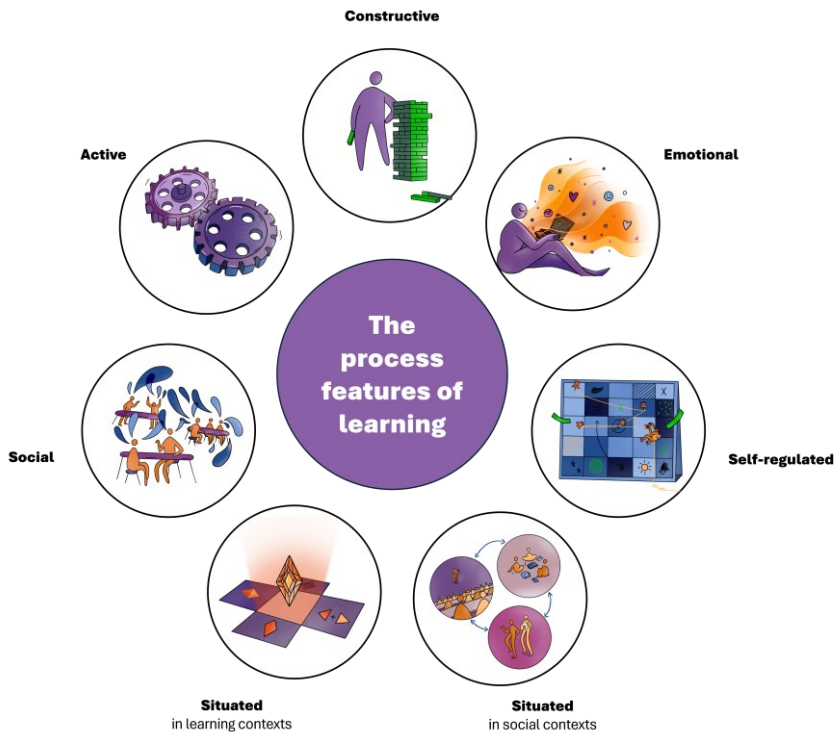 Constructive
Active
Emotional
The
process
features of
learning
Social
Self-regulated
Situated
in learning contexts
Situated
in social contexts